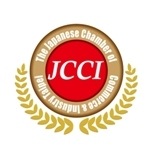 The Japanese Chamber of
Commerce & Industry, Taipei
JCCI